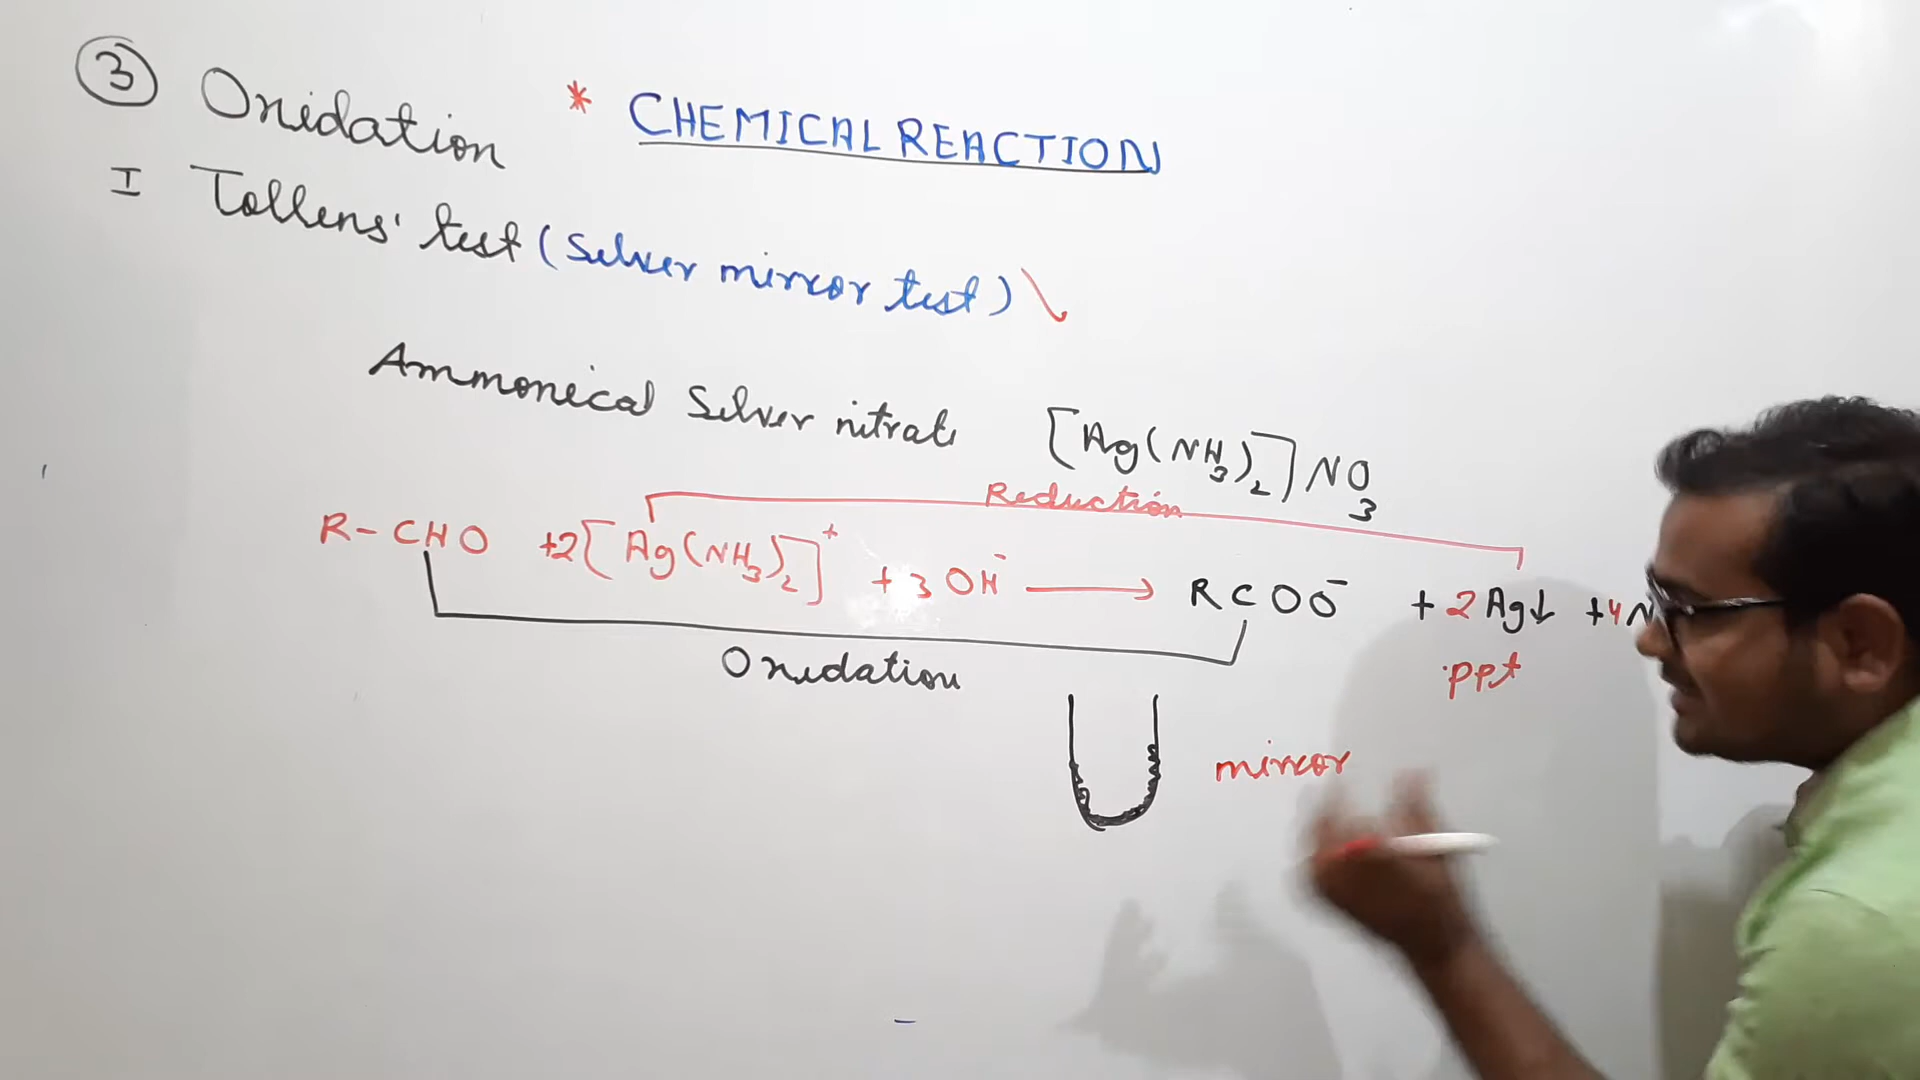 ③ Oxidation * CHEMICAL REACTION
I Tollens' test (Silver mirror test)
Ammonical Silver nitrate [Ag(NH₃)₂]NO₃
Reduction
R-CHO +2[Ag(NH₃)₂]⁺ + 3OH⁻ ⟶ RCOO⁻ + 2Ag↓ +4N
Oxidation
ppt
mirror